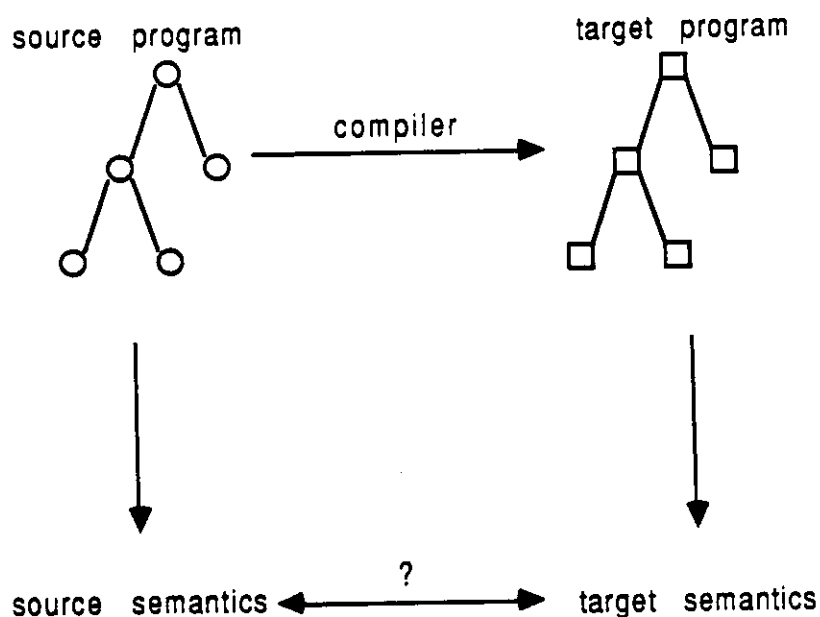 source program
target program
compiler
?
source semantics
target semantics